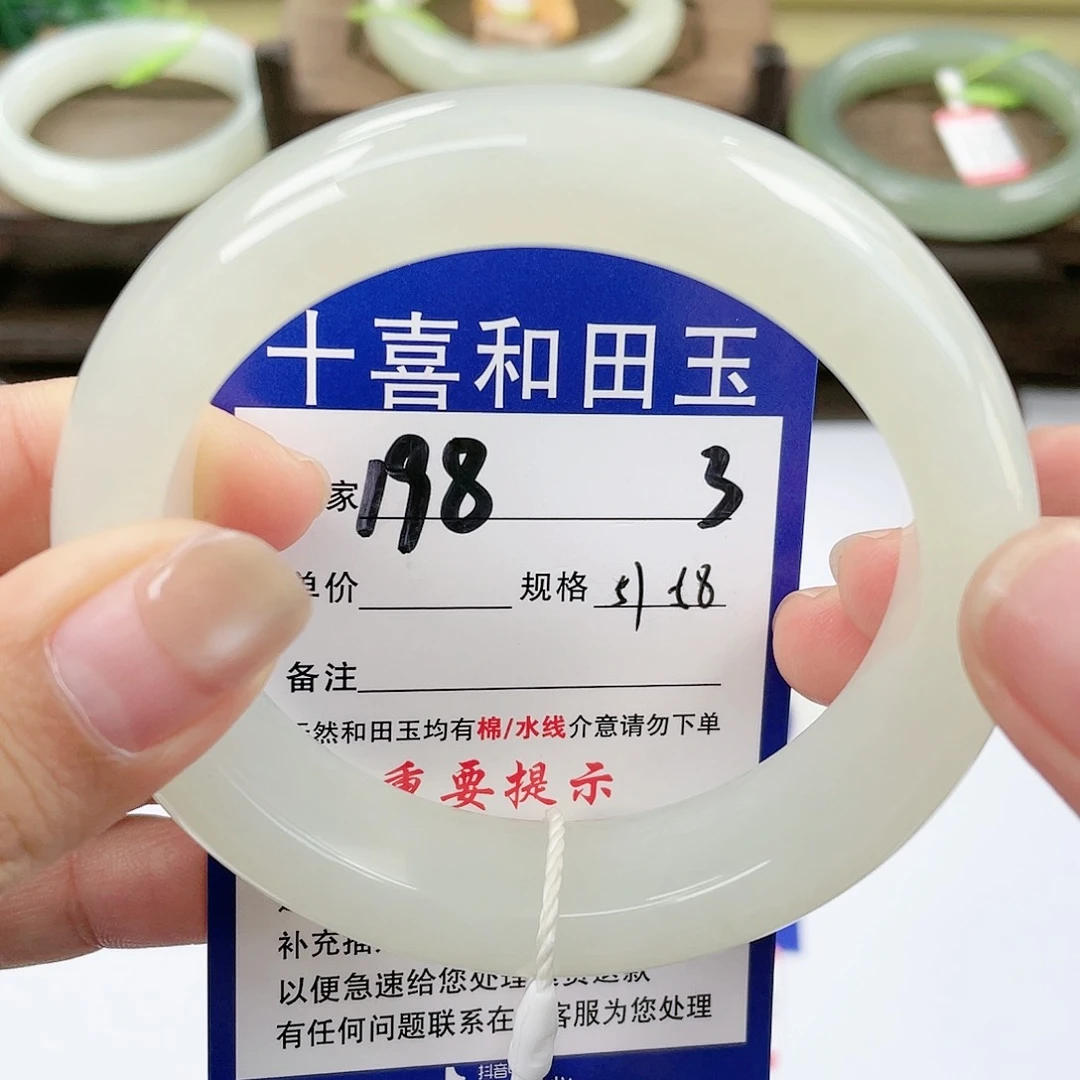 十喜和田玉
家 198 3
单价 规格 51 18
备注
然和田玉均有棉/水线介意请勿下单
重要提示
补充
以便急速给您处理
有任何问题联系在 客服为您处理
抖音